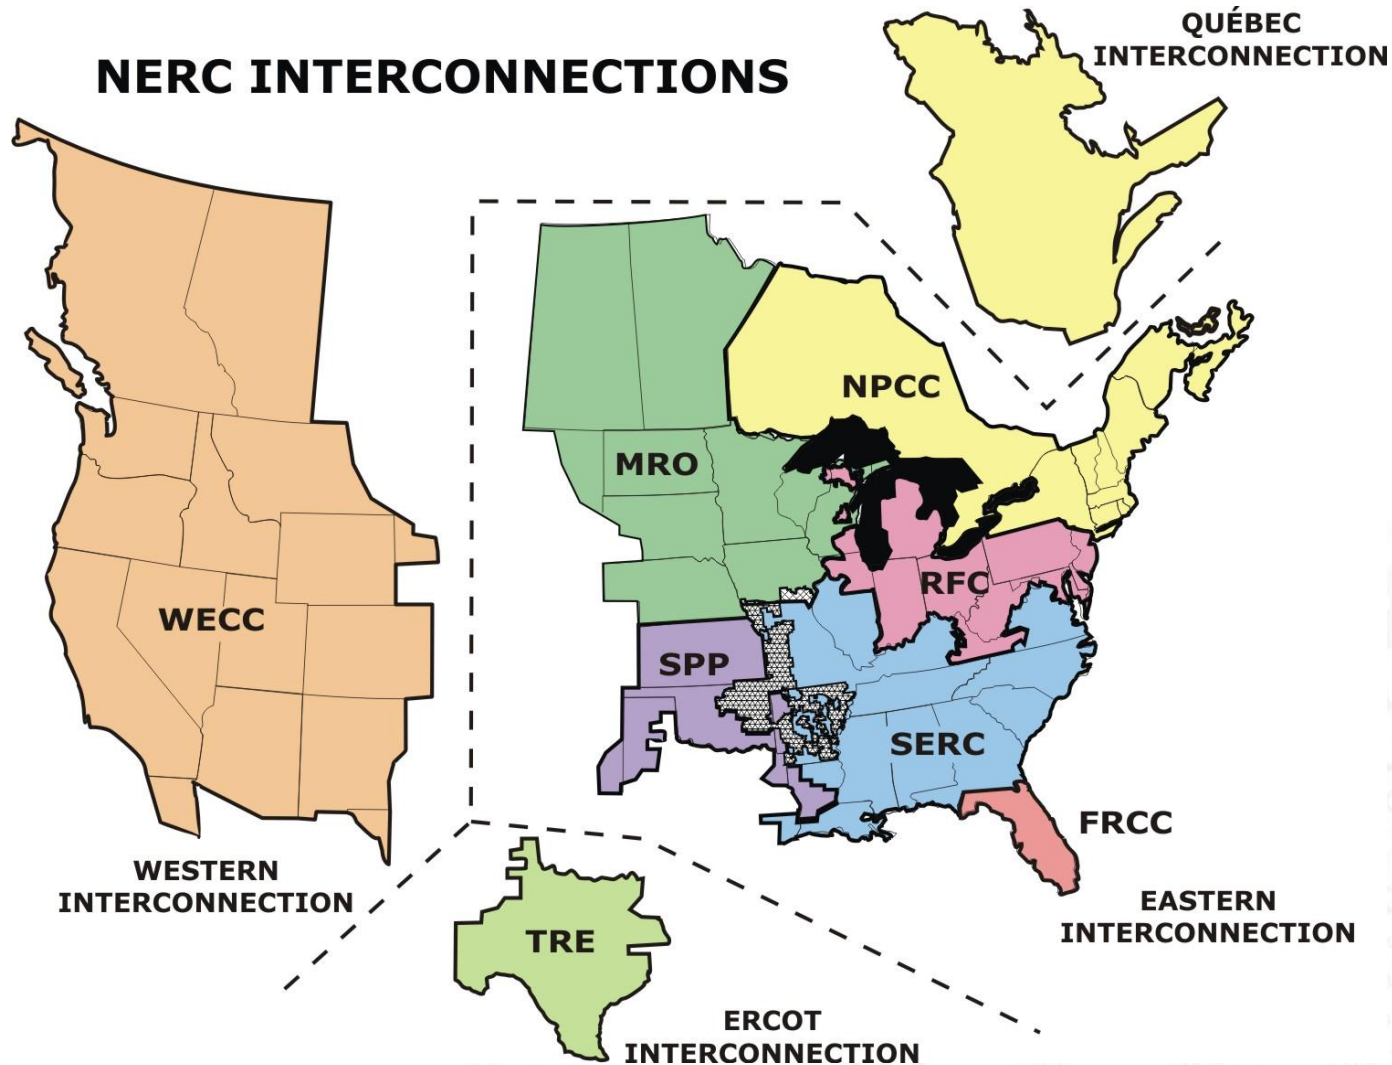 QUÉBEC
INTERCONNECTION
NERC INTERCONNECTIONS
NPCC
MRO
RFC
WECC
SPP
SERC
FRCC
WESTERN
INTERCONNECTION
EASTERN
INTERCONNECTION
TRE
ERCOT
INTERCONNECTION